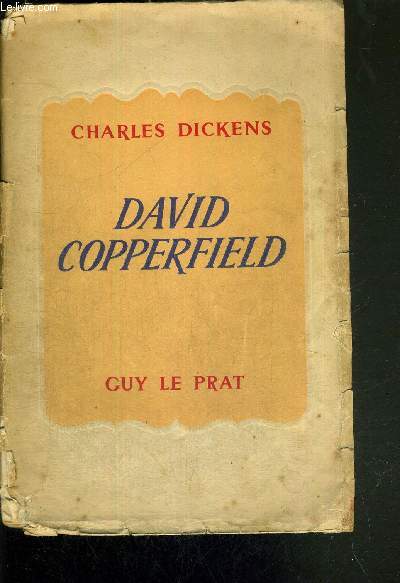 Le-livre.com
CHARLES DICKENS
DAVID
COPPERFIELD
GUY LE PRAT